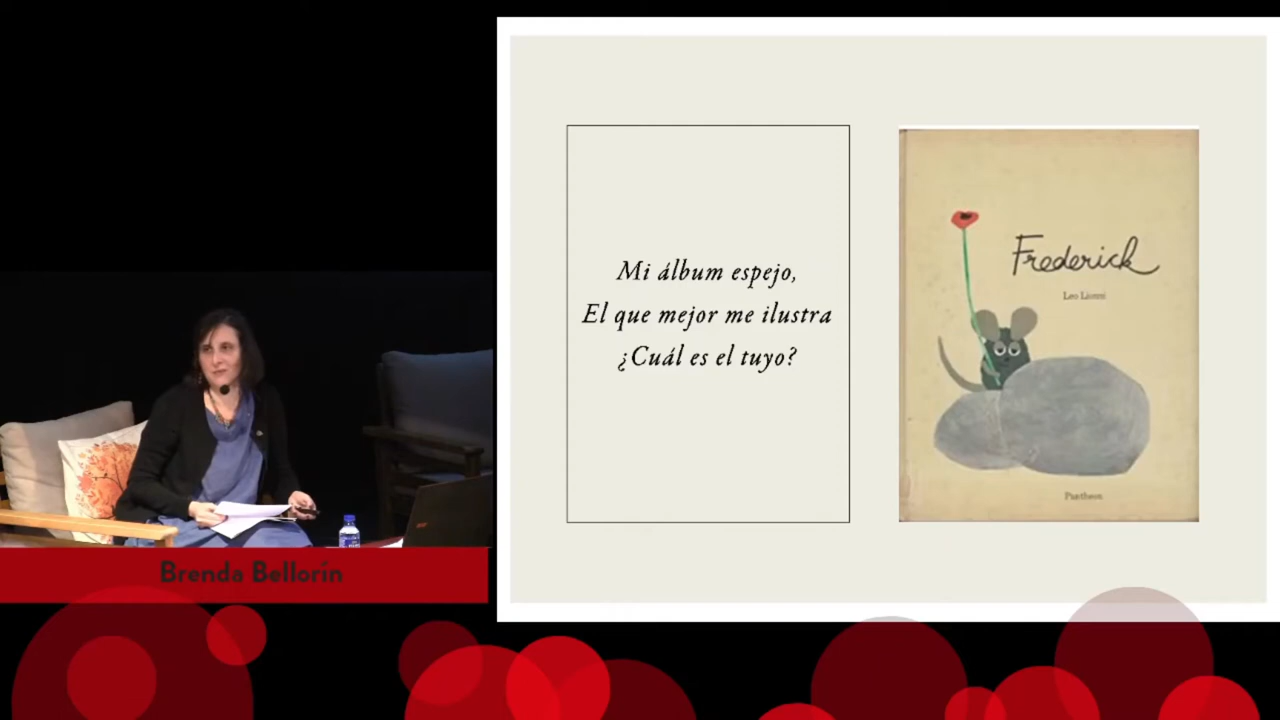 Mi álbum espejo,
El que mejor me ilustra
¿Cuál es el tuyo?
Frederick
Leo Lionni
Pantheon
Brenda Bellorín